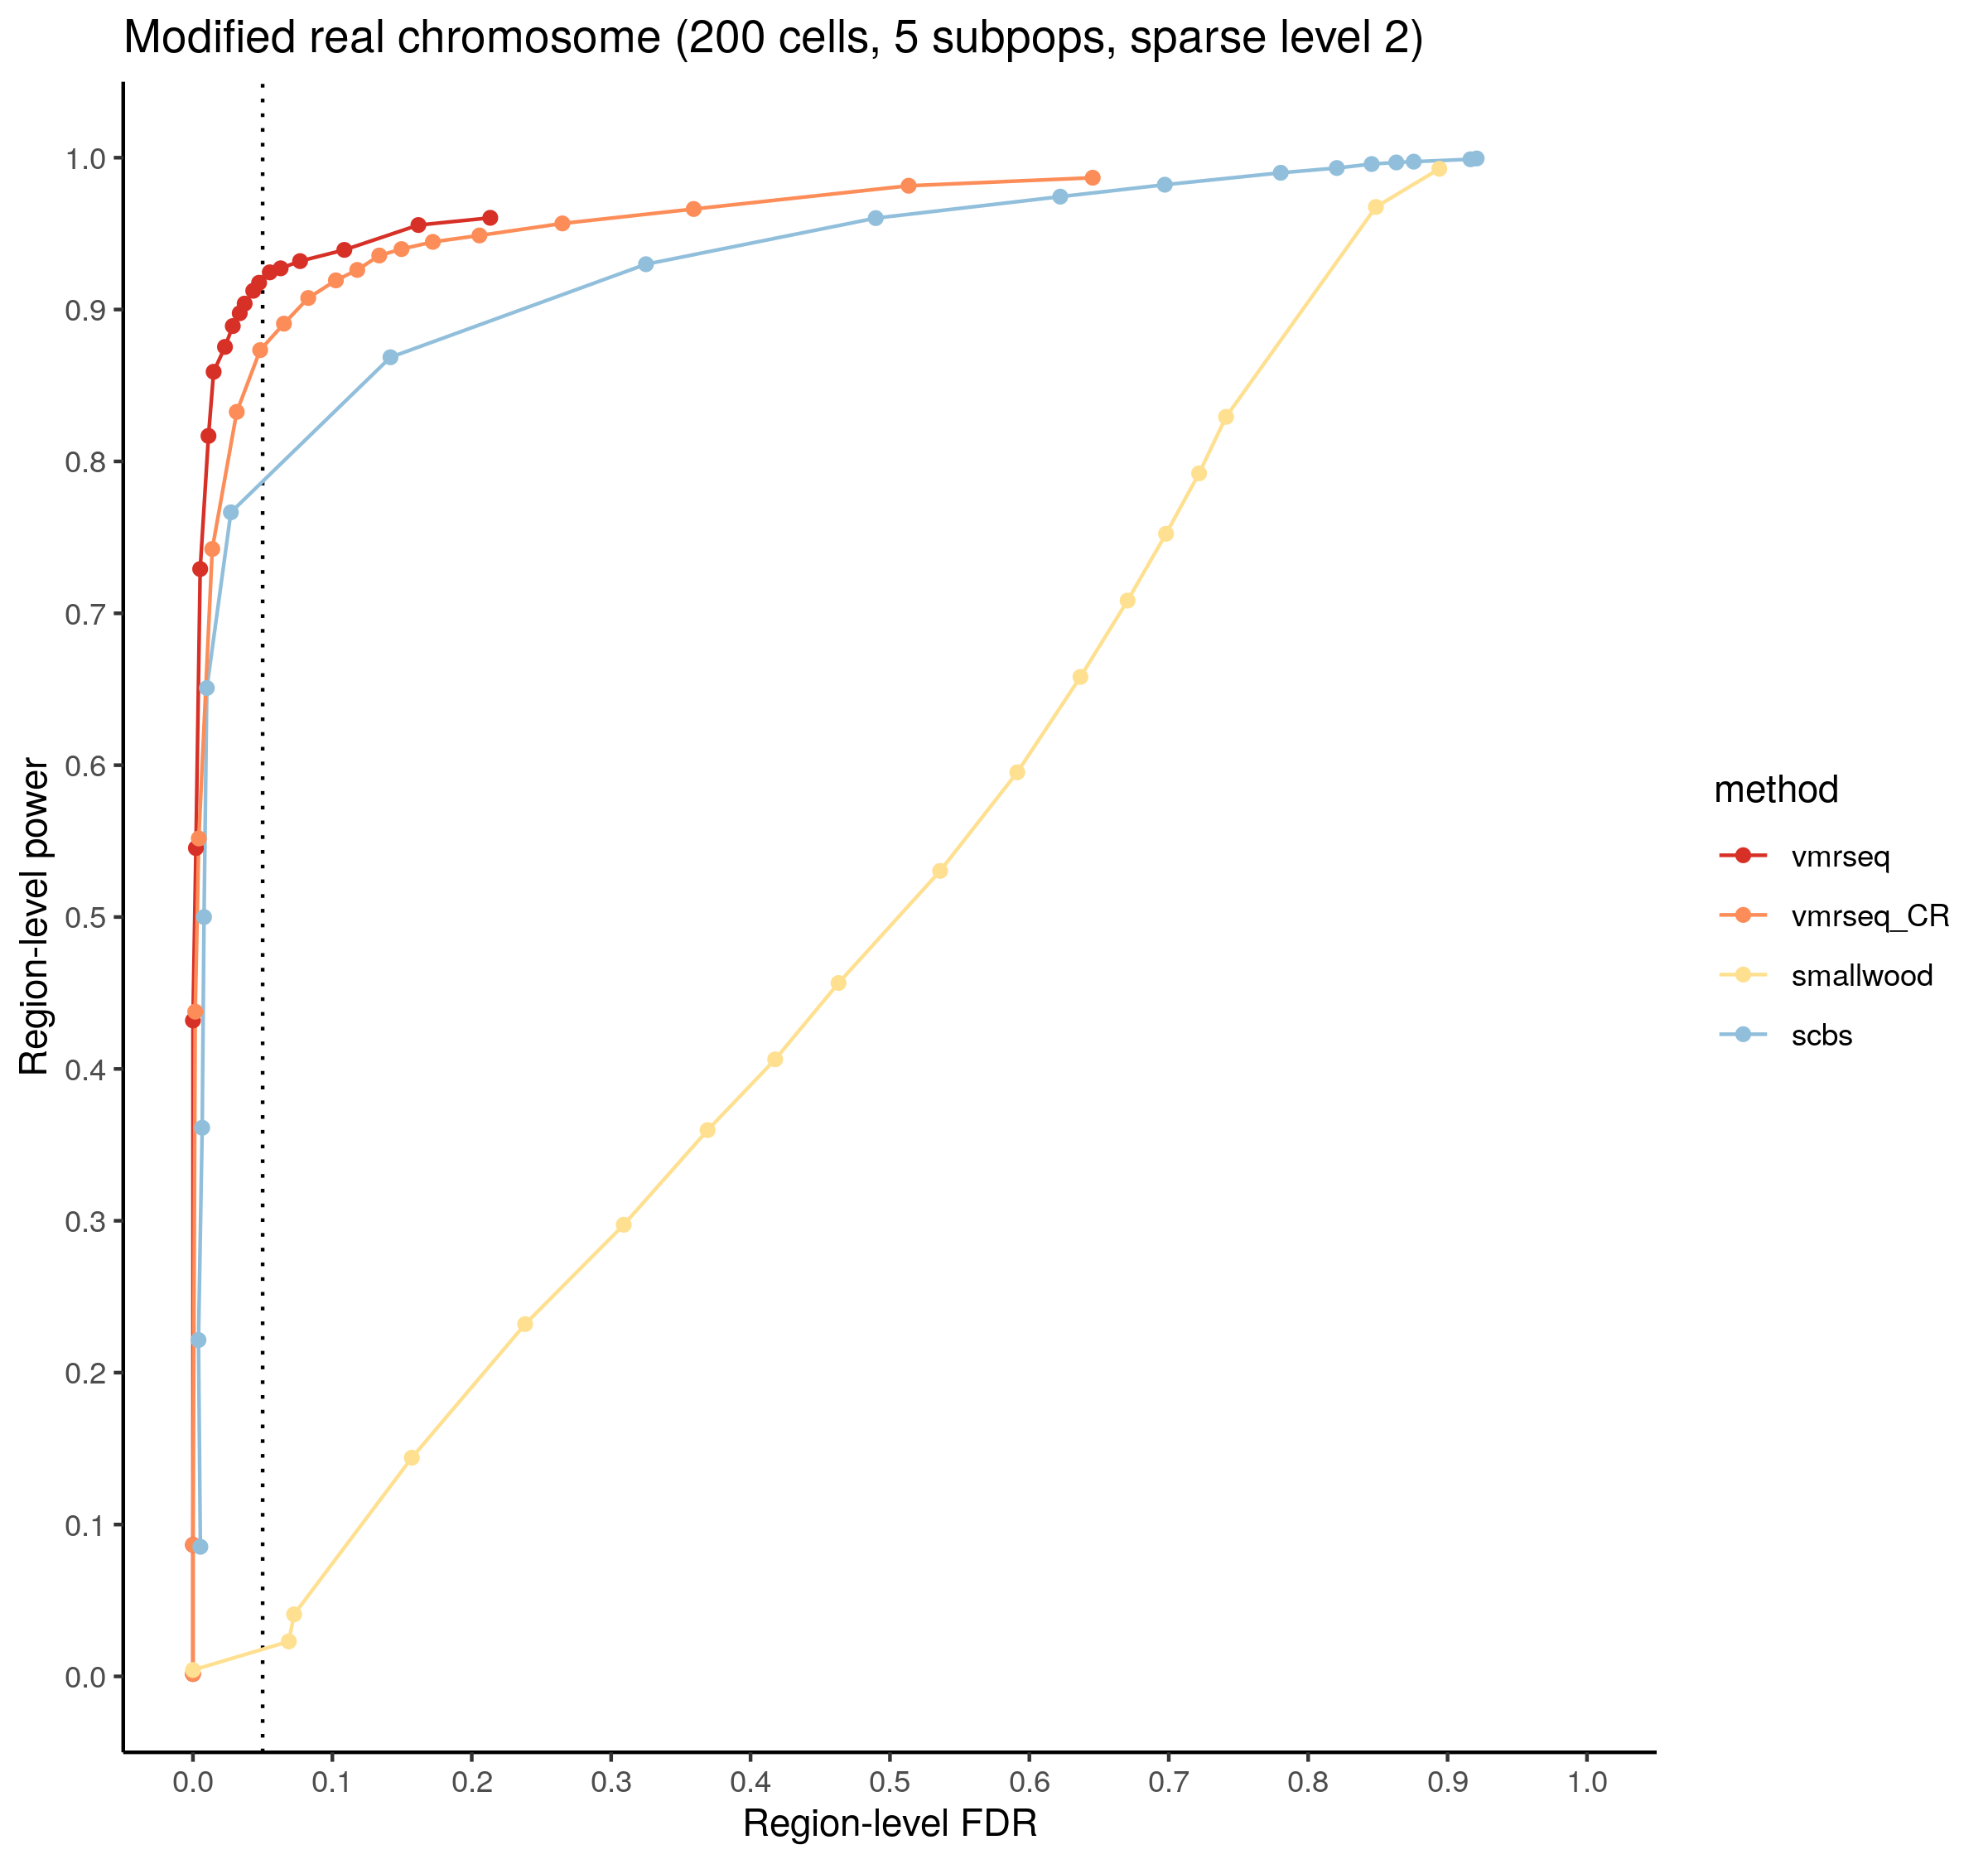 Modified real chromosome (200 cells, 5 subpops, sparse level 2)
Region-level power
1.0
0.9
0.8
0.7
0.6
0.5
0.4
0.3
0.2
0.1
0.0
0.0 0.1 0.2 0.3 0.4 0.5 0.6 0.7 0.8 0.9 1.0
Region-level FDR
method
vmrseq
vmrseq_CR
smallwood
scbs